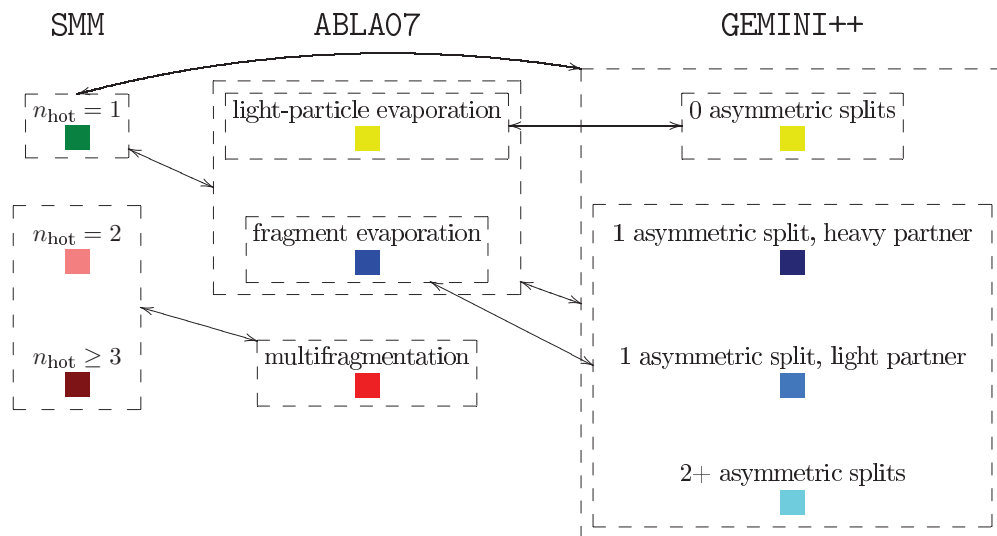 SMM ABLA07 GEMINI++
n_hot = 1 light-particle evaporation 0 asymmetric splits
n_hot = 2 fragment evaporation 1 asymmetric split, heavy partner
n_hot ≥ 3 multifragmentation 1 asymmetric split, light partner
2+ asymmetric splits